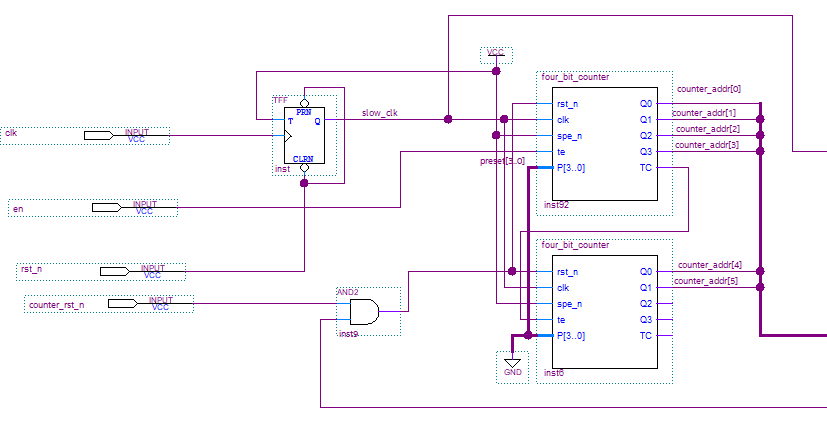 VCC
four_bit_counter
counter_addr[0]
TFF
PRN
T Q
CLRN
inst
slow_clk
rst_n Q0
clk Q1
spe_n Q2
te Q3
P[3..0] TC
inst92
counter_addr[1]
counter_addr[2]
counter_addr[3]
preset[3..0]
clk
INPUT
VCC
en
INPUT
VCC
rst_n
INPUT
VCC
counter_rst_n
INPUT
VCC
AND2
inst9
four_bit_counter
rst_n Q0
clk Q1
spe_n Q2
te Q3
P[3..0] TC
inst6
counter_addr[4]
counter_addr[5]
GND